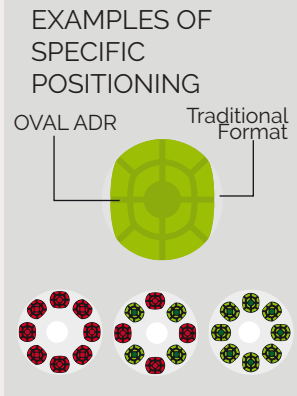 EXAMPLES OF
SPECIFIC
POSITIONING
OVAL ADR
Traditional
Format